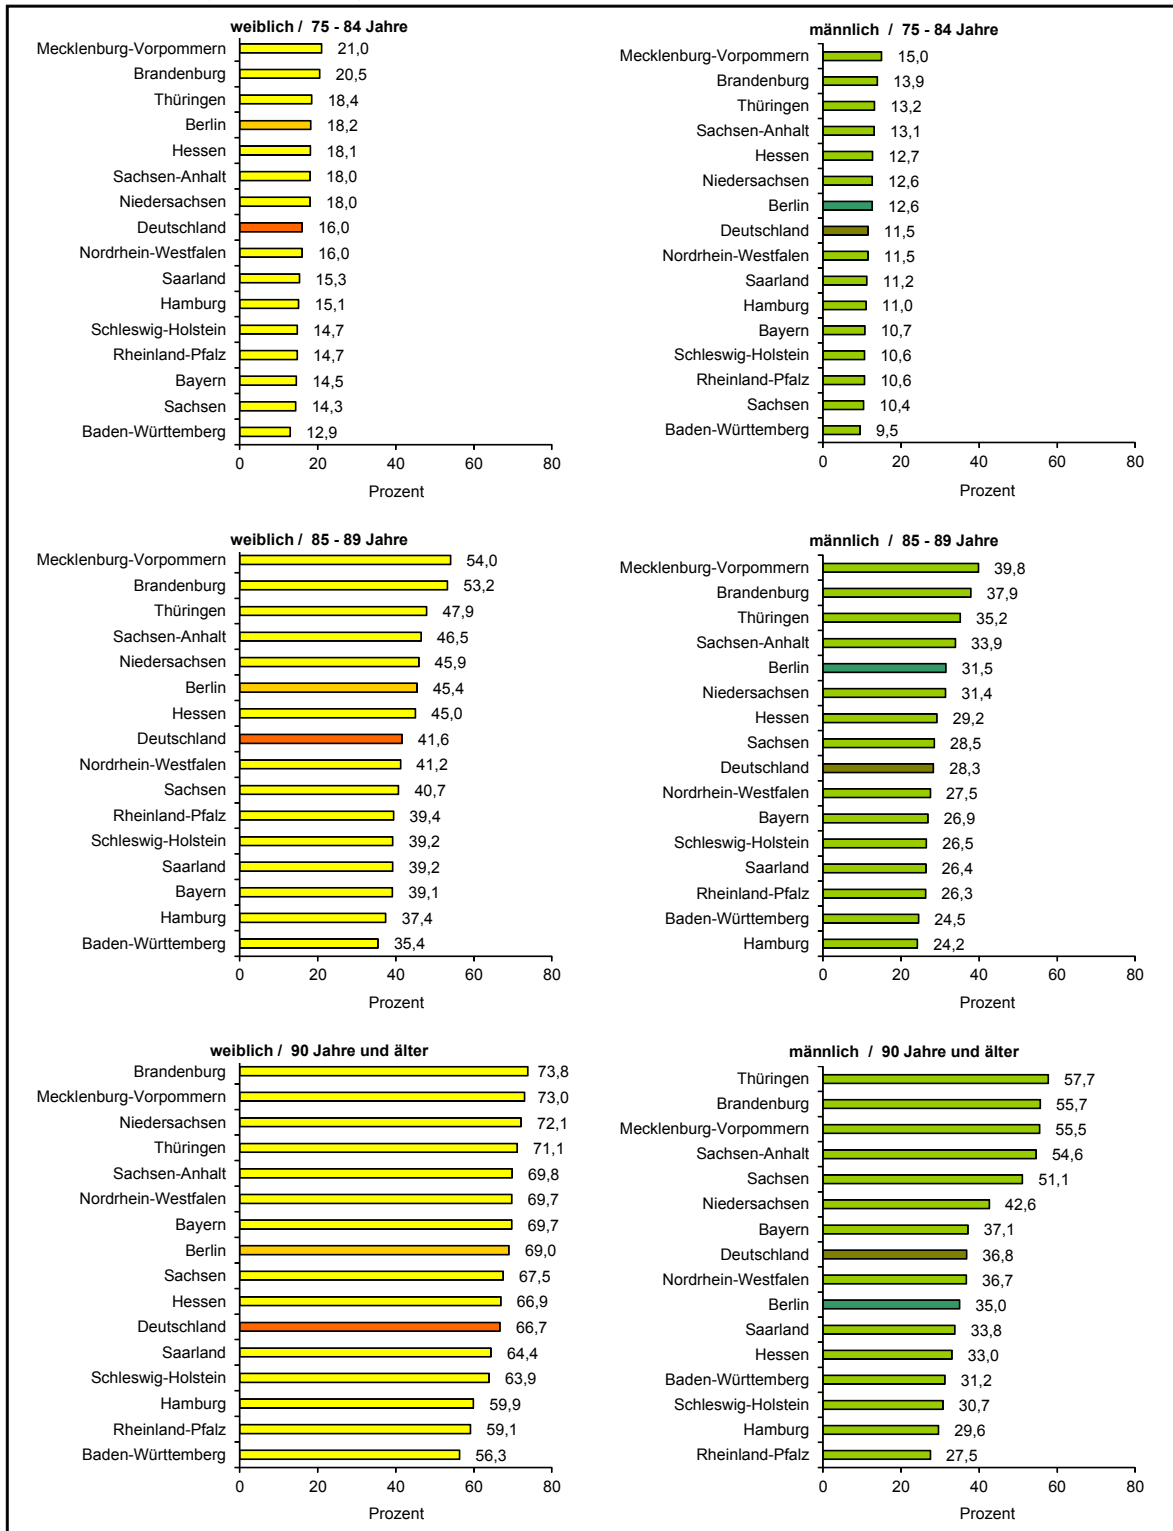 weiblich / 75 - 84 Jahre
Mecklenburg-Vorpommern 21,0
Brandenburg 20,5
Thüringen 18,4
Berlin 18,2
Hessen 18,1
Sachsen-Anhalt 18,0
Niedersachsen 18,0
Deutschland 16,0
Nordrhein-Westfalen 16,0
Saarland 15,3
Hamburg 15,1
Schleswig-Holstein 14,7
Rheinland-Pfalz 14,7
Bayern 14,5
Sachsen 14,3
Baden-Württemberg 12,9
0 20 40 60 80
Prozent
männlich / 75 - 84 Jahre
Mecklenburg-Vorpommern 15,0
Brandenburg 13,9
Thüringen 13,2
Sachsen-Anhalt 13,1
Hessen 12,7
Niedersachsen 12,6
Berlin 12,6
Deutschland 11,5
Nordrhein-Westfalen 11,5
Saarland 11,2
Hamburg 11,0
Bayern 10,7
Schleswig-Holstein 10,6
Rheinland-Pfalz 10,6
Sachsen 10,4
Baden-Württemberg 9,5
0 20 40 60 80
Prozent
weiblich / 85 - 89 Jahre
Mecklenburg-Vorpommern 54,0
Brandenburg 53,2
Thüringen 47,9
Sachsen-Anhalt 46,5
Niedersachsen 45,9
Berlin 45,4
Hessen 45,0
Deutschland 41,6
Nordrhein-Westfalen 41,2
Sachsen 40,7
Rheinland-Pfalz 39,4
Schleswig-Holstein 39,2
Saarland 39,2
Bayern 39,1
Hamburg 37,4
Baden-Württemberg 35,4
0 20 40 60 80
Prozent
männlich / 85 - 89 Jahre
Mecklenburg-Vorpommern 39,8
Brandenburg 37,9
Thüringen 35,2
Sachsen-Anhalt 33,9
Berlin 31,5
Niedersachsen 31,4
Hessen 29,2
Sachsen 28,5
Deutschland 28,3
Nordrhein-Westfalen 27,5
Bayern 26,9
Schleswig-Holstein 26,5
Saarland 26,4
Rheinland-Pfalz 26,3
Baden-Württemberg 24,5
Hamburg 24,2
0 20 40 60 80
Prozent
weiblich / 90 Jahre und älter
Brandenburg 73,8
Mecklenburg-Vorpommern 73,0
Niedersachsen 72,1
Thüringen 71,1
Sachsen-Anhalt 69,8
Nordrhein-Westfalen 69,7
Bayern 69,7
Berlin 69,0
Sachsen 67,5
Hessen 66,9
Deutschland 66,7
Saarland 64,4
Schleswig-Holstein 63,9
Hamburg 59,9
Rheinland-Pfalz 59,1
Baden-Württemberg 56,3
0 20 40 60 80
Prozent
männlich / 90 Jahre und älter
Thüringen 57,7
Brandenburg 55,7
Mecklenburg-Vorpommern 55,5
Sachsen-Anhalt 54,6
Sachsen 51,1
Niedersachsen 42,6
Bayern 37,1
Deutschland 36,8
Nordrhein-Westfalen 36,7
Berlin 35,0
Saarland 33,8
Hessen 33,0
Baden-Württemberg 31,2
Schleswig-Holstein 30,7
Hamburg 29,6
Rheinland-Pfalz 27,5
0 20 40 60 80
Prozent